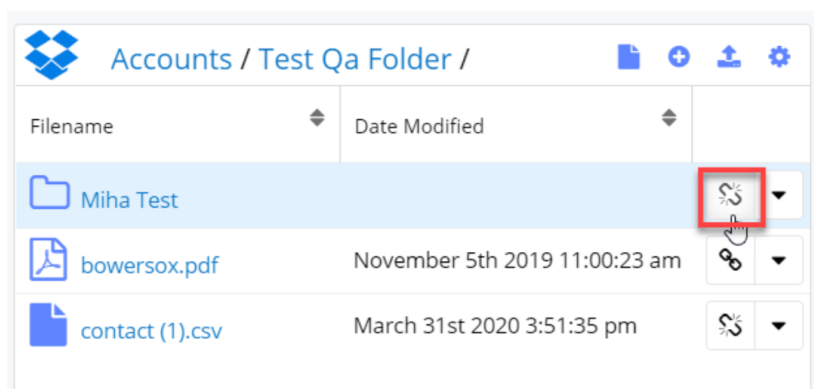 Accounts / Test Qa Folder /
Filename Date Modified
Miha Test
bowersox.pdf November 5th 2019 11:00:23 am
contact (1).csv March 31st 2020 3:51:35 pm